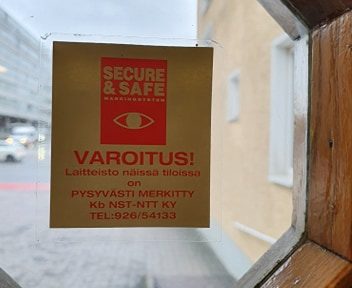 SECURE
& SAFE
MARKINGSYSTEM
VAROITUS!
Laitteisto näissä tiloissa
on
PYSYVÄSTI MERKITTY
Kb NST-NTT KY
TEL:926/54133